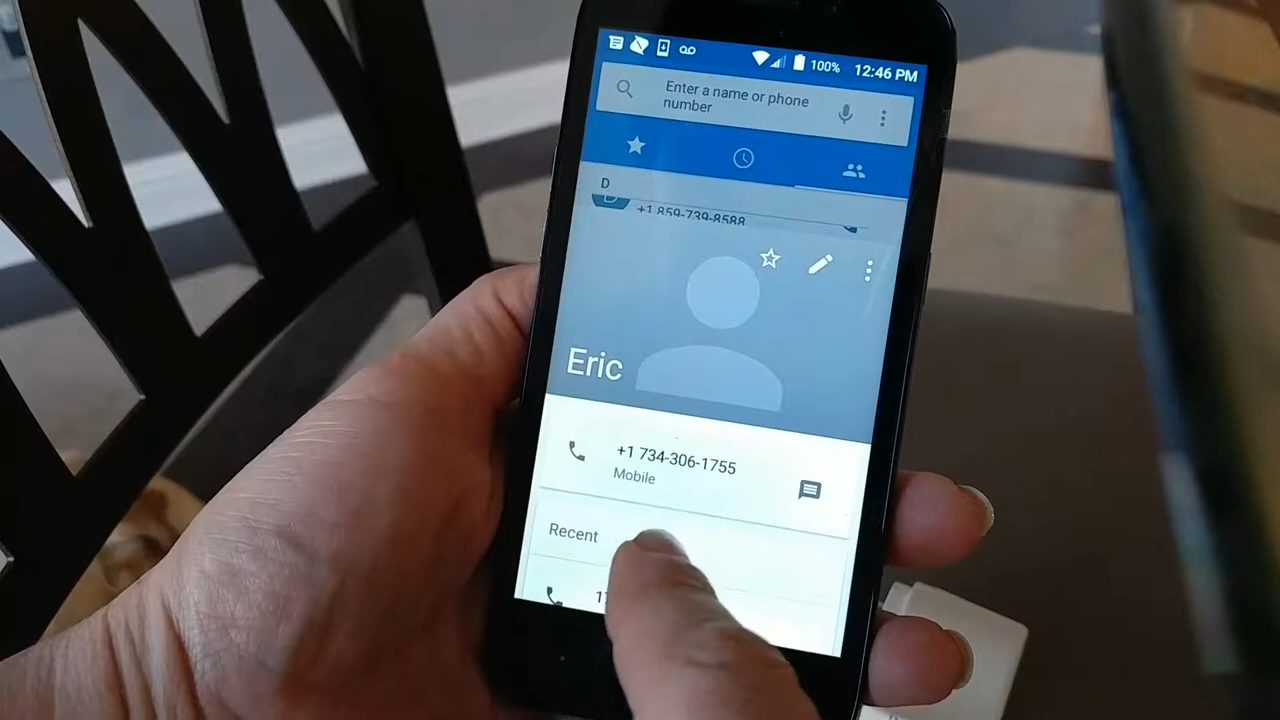 100% 12:46 PM
Enter a name or phone
number
D
D
+1 859-739-8588
Eric
+1 734-306-1755
Mobile
Recent